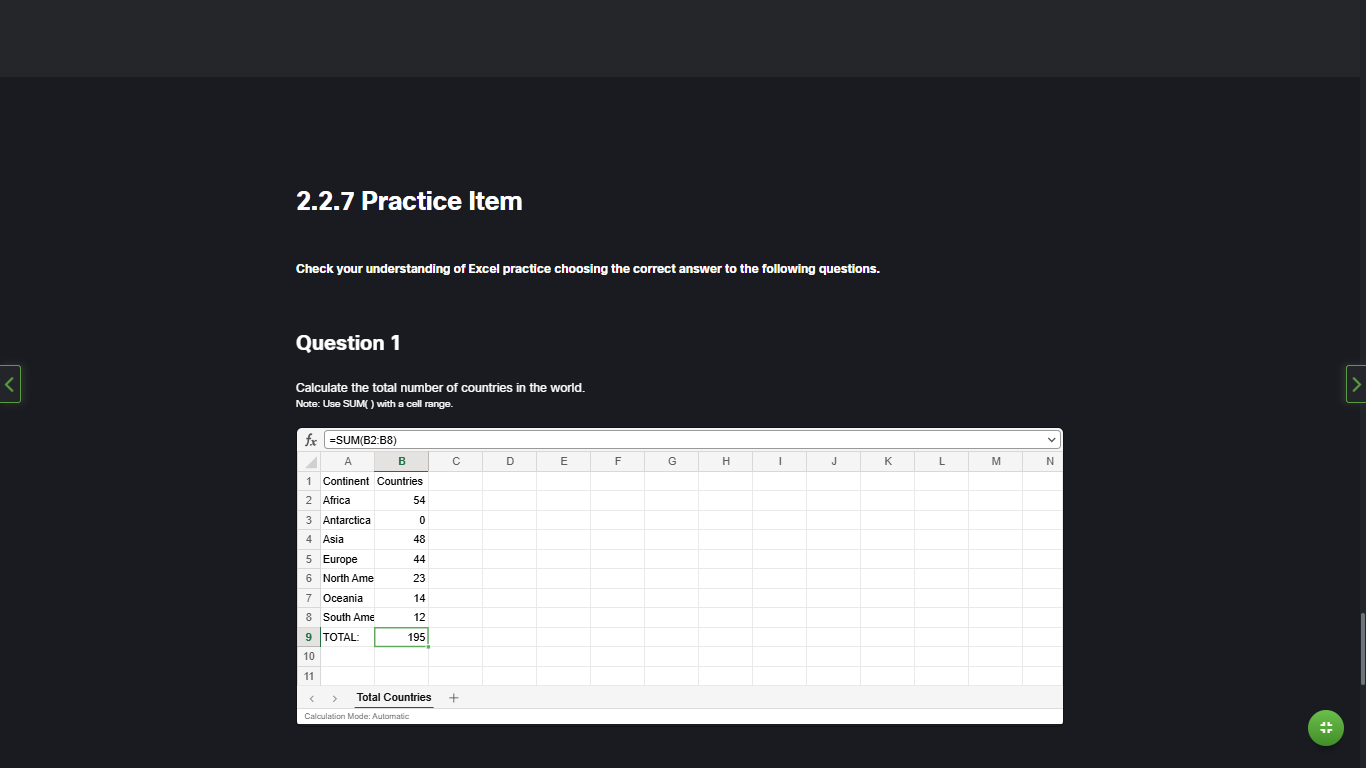 2.2.7 Practice Item
Check your understanding of Excel practice choosing the correct answer to the following questions.
Question 1
Calculate the total number of countries in the world.
Note: Use SUM( ) with a cell range.
fx =SUM(B2:B8)
A B C D E F G H I J K L M N
1 Continent Countries
2 Africa 54
3 Antarctica 0
4 Asia 48
5 Europe 44
6 North Ame 23
7 Oceania 14
8 South Ame 12
9 TOTAL: 195
10
11
Total Countries +
Calculation Mode: Automatic